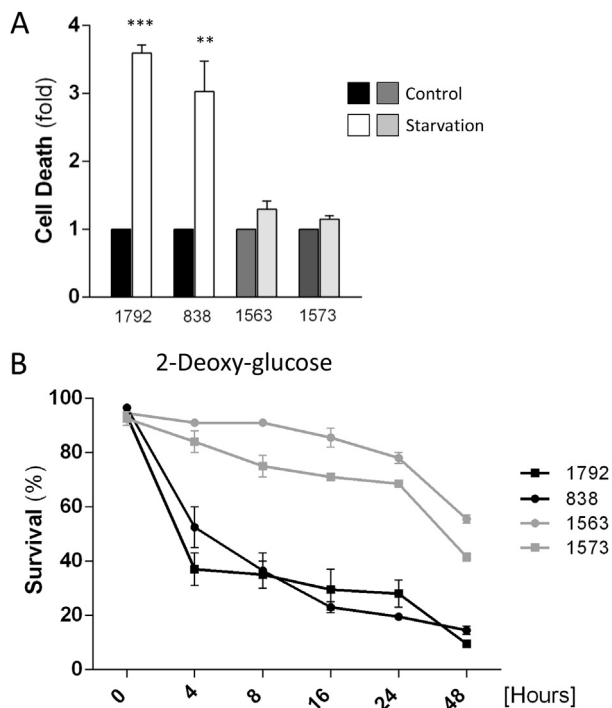 A
4
3
2
1
0
Cell Death (fold)
***
**
Control
Starvation
1792 838 1563 1573
B
2-Deoxy-glucose
100
80
60
40
20
0
Survival (%)
1792
838
1563
1573
0 4 8 16 24 48 [Hours]